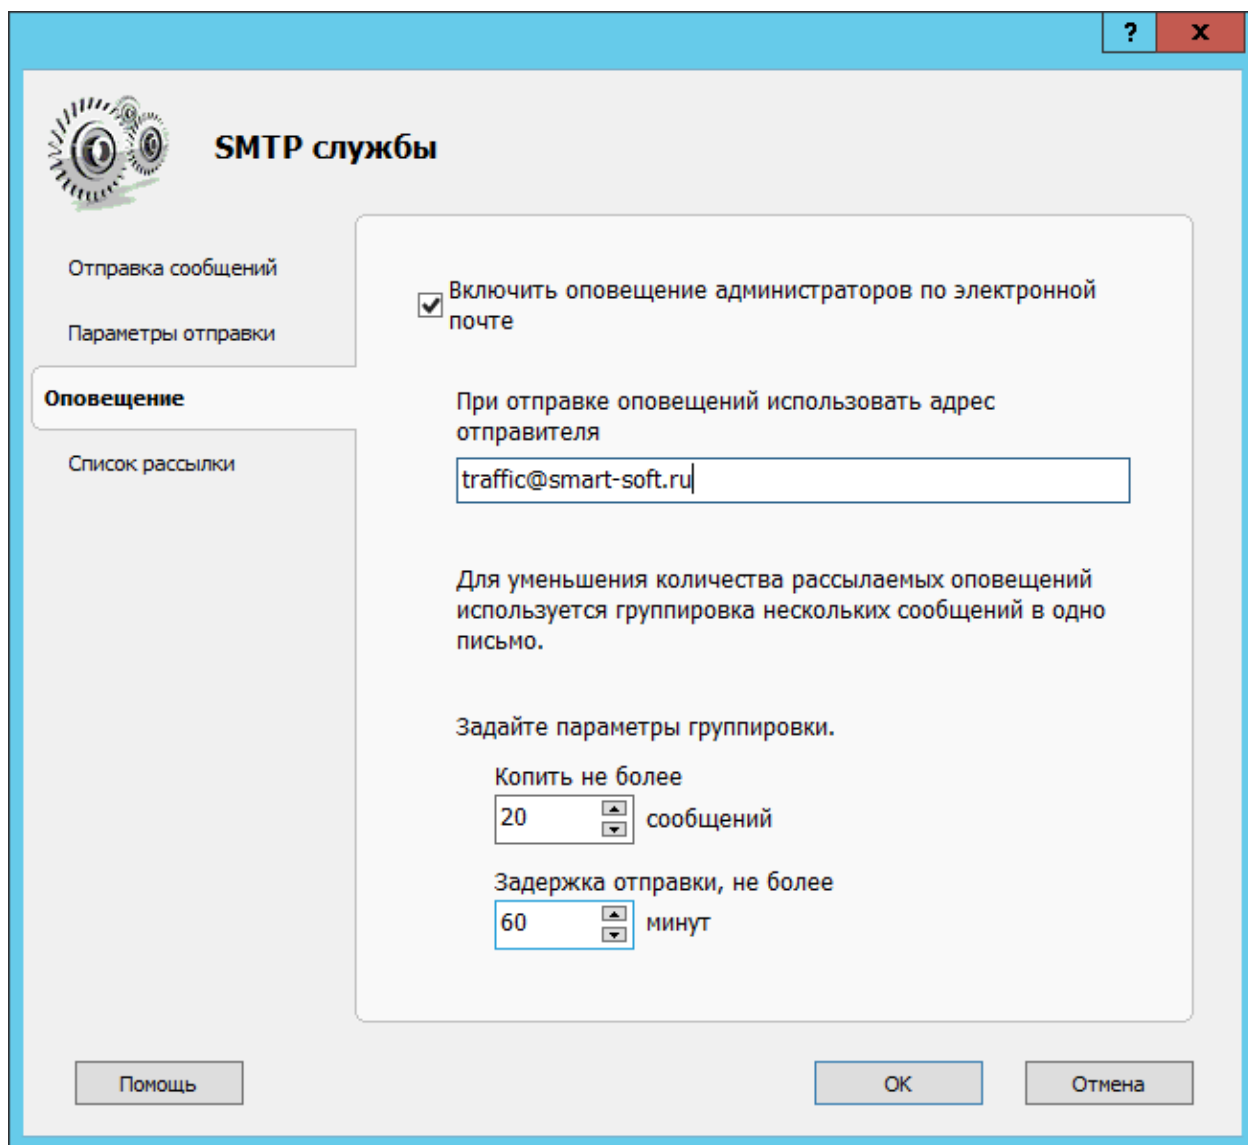 ? x
SMTP службы
Отправка сообщений
Параметры отправки
Оповещение
Список рассылки
Включить оповещение администраторов по электронной
почте
При отправке оповещений использовать адрес
отправителя
traffic@smart-soft.ru
Для уменьшения количества рассылаемых оповещений
используется группировка нескольких сообщений в одно
письмо.
Задайте параметры группировки.
Копить не более
20 сообщений
Задержка отправки, не более
60 минут
Помощь OK Отмена